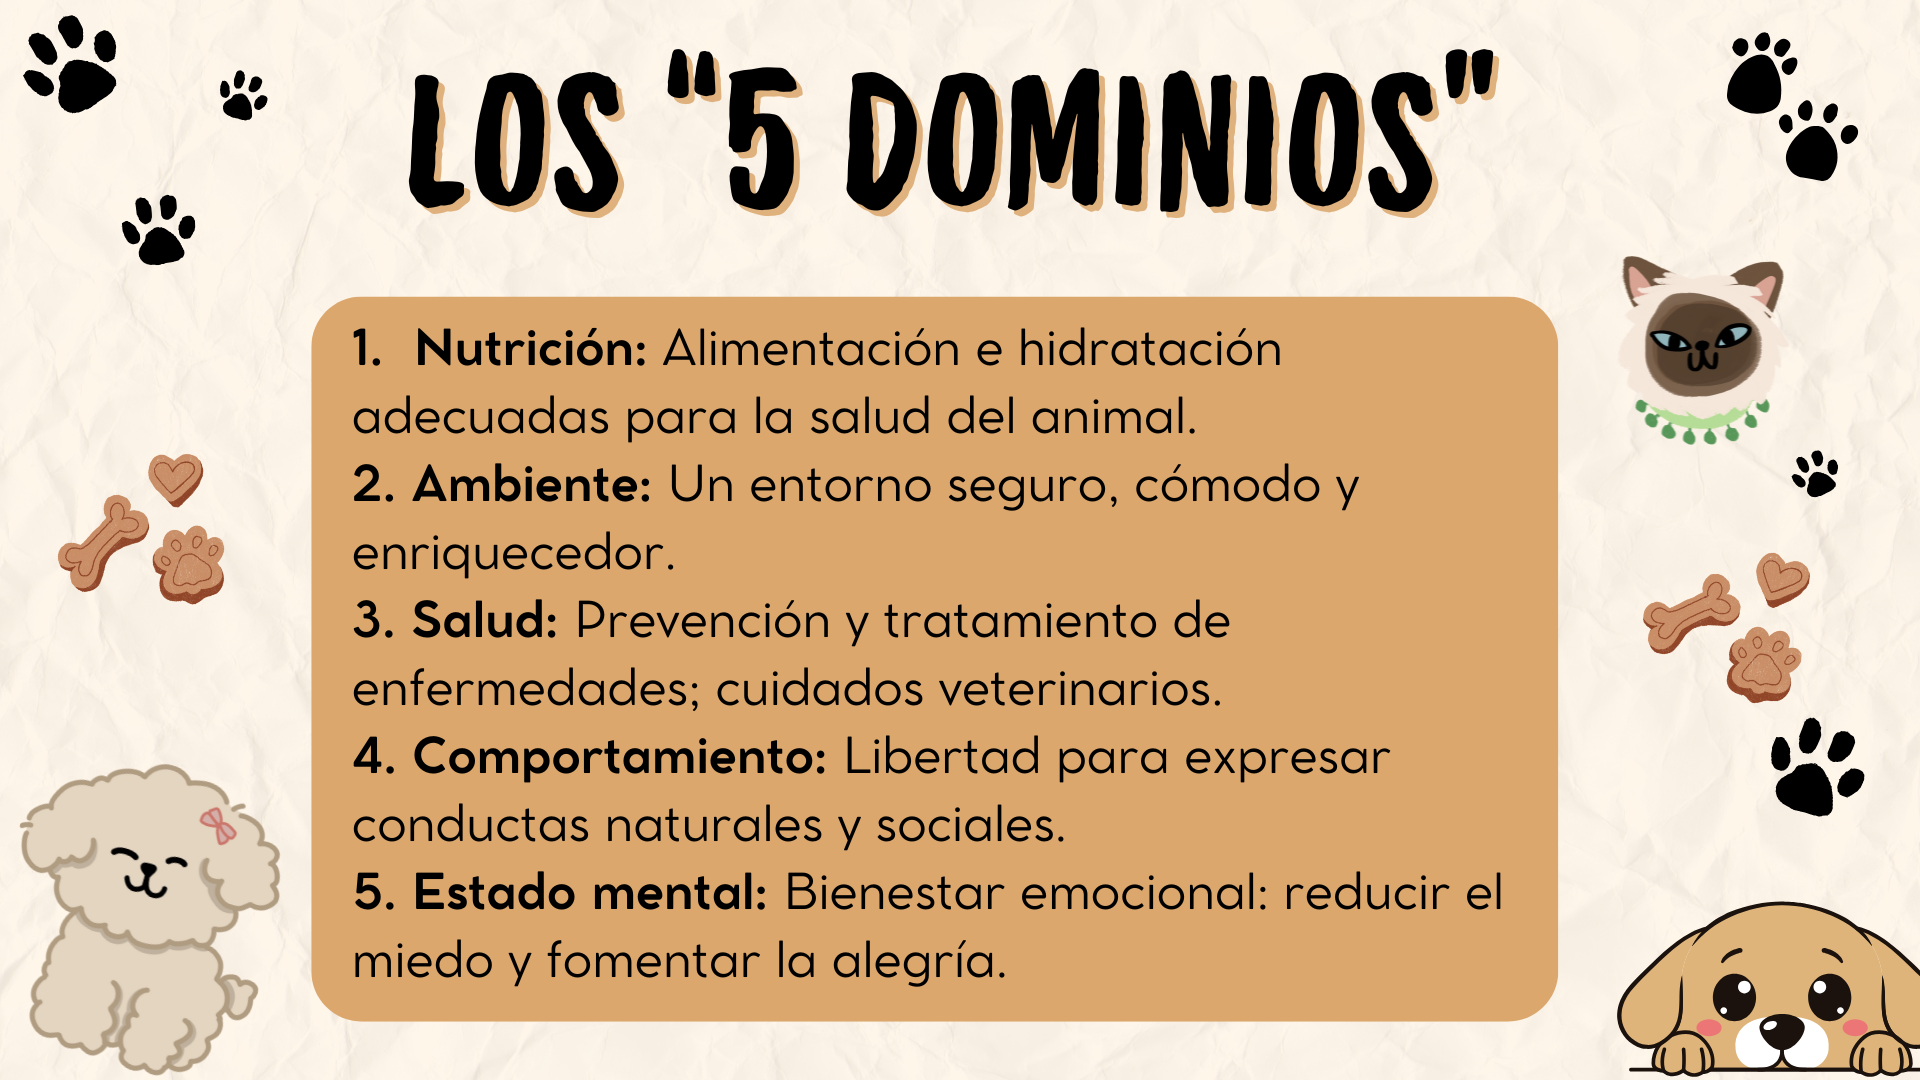 LOS "5 DOMINIOS"
1. Nutrición: Alimentación e hidratación
adecuadas para la salud del animal.
2. Ambiente: Un entorno seguro, cómodo y
enriquecedor.
3. Salud: Prevención y tratamiento de
enfermedades; cuidados veterinarios.
4. Comportamiento: Libertad para expresar
conductas naturales y sociales.
5. Estado mental: Bienestar emocional: reducir el
miedo y fomentar la alegría.